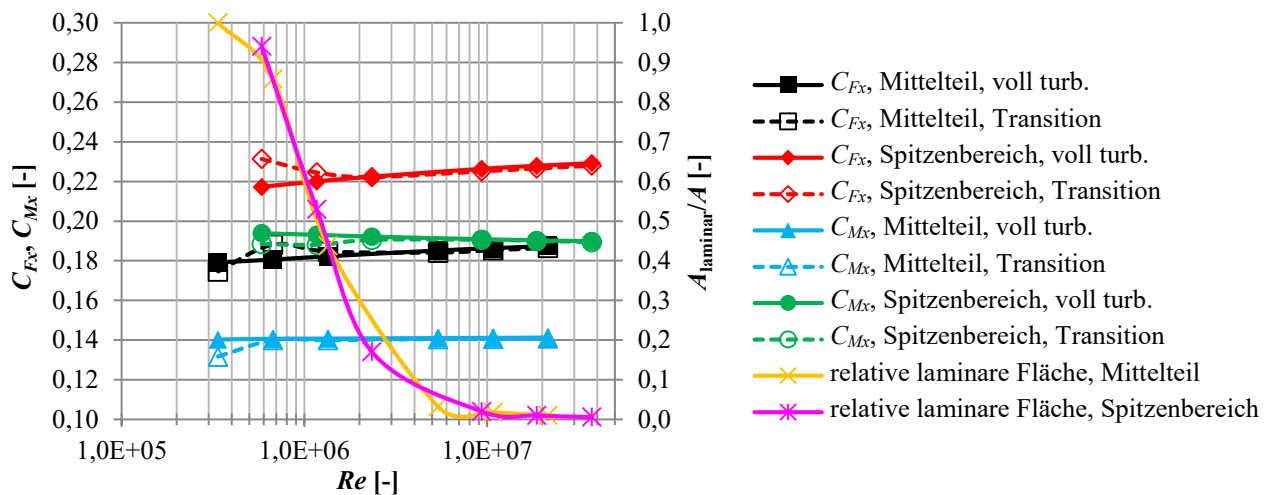 0,30
0,28
0,26
0,24
0,22
0,20
0,18
0,16
0,14
0,12
0,10
C_Fx, C_Mx [-]
1,0
0,9
0,8
0,7
0,6
0,5
0,4
0,3
0,2
0,1
0,0
A_laminar/A [-]
1,0E+05 1,0E+06 1,0E+07
Re [-]
C_Fx, Mittelteil, voll turb.
C_Fx, Mittelteil, Transition
C_Fx, Spitzenbereich, voll turb.
C_Fx, Spitzenbereich, Transition
C_Mx, Mittelteil, voll turb.
C_Mx, Mittelteil, Transition
C_Mx, Spitzenbereich, voll turb.
C_Mx, Spitzenbereich, Transition
relative laminare Fläche, Mittelteil
relative laminare Fläche, Spitzenbereich